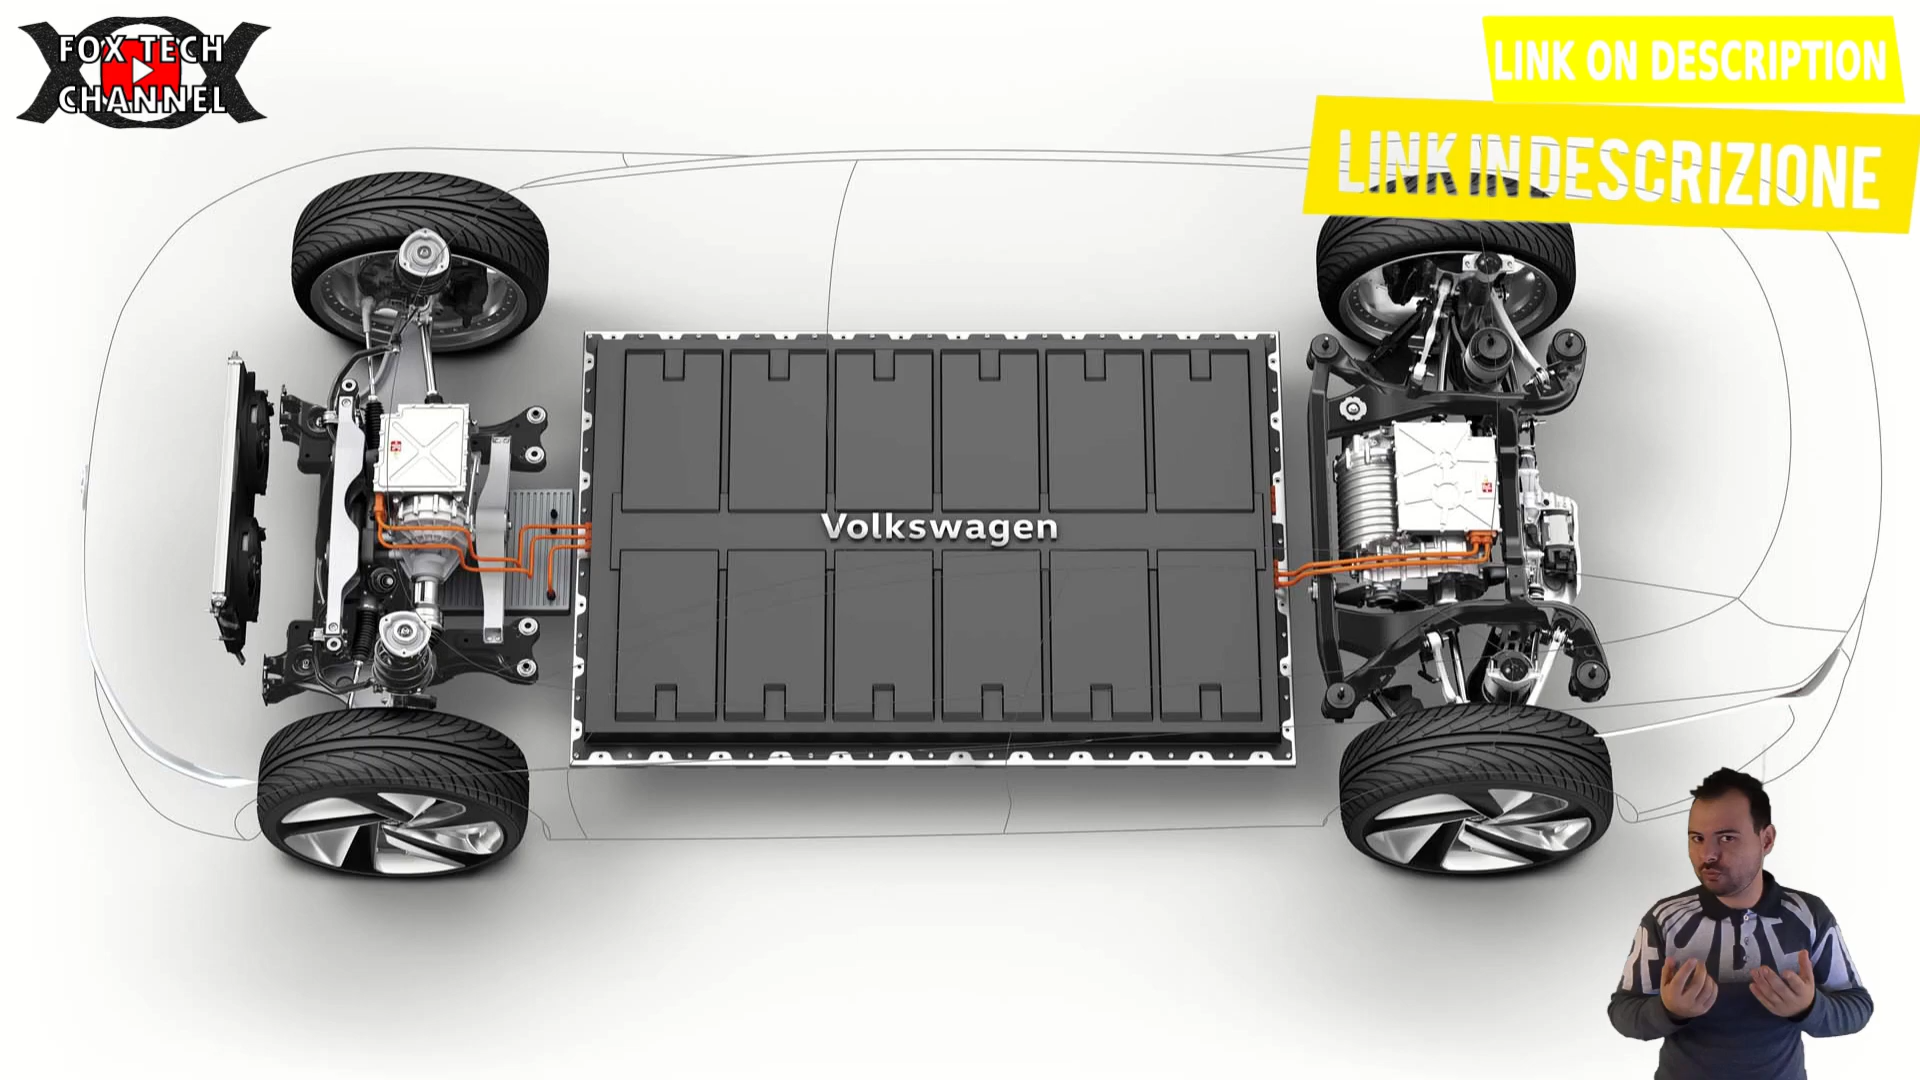 FOX TECH
CHANNEL
LINK ON DESCRIPTION
LINK IN DESCRIZIONE
Volkswagen